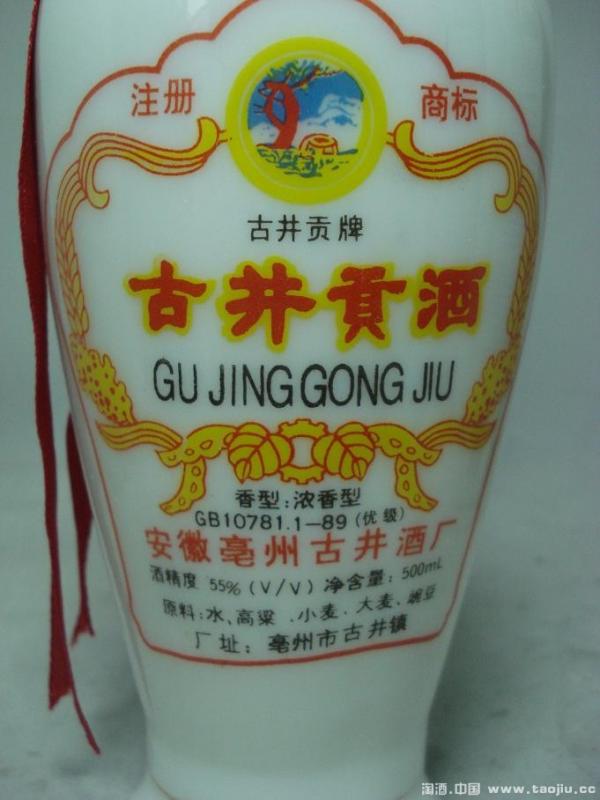 注册 商标
古井贡牌
古井贡酒
GU JING GONG JIU
香型:浓香型
GB10781.1-89(优级)
安徽亳州古井酒厂
酒精度 55%(V/V) 净含量:500mL
原料:水、高粱、小麦、大麦、豌豆
厂址:亳州市古井镇
淘酒.中国 www.taojiu.cc